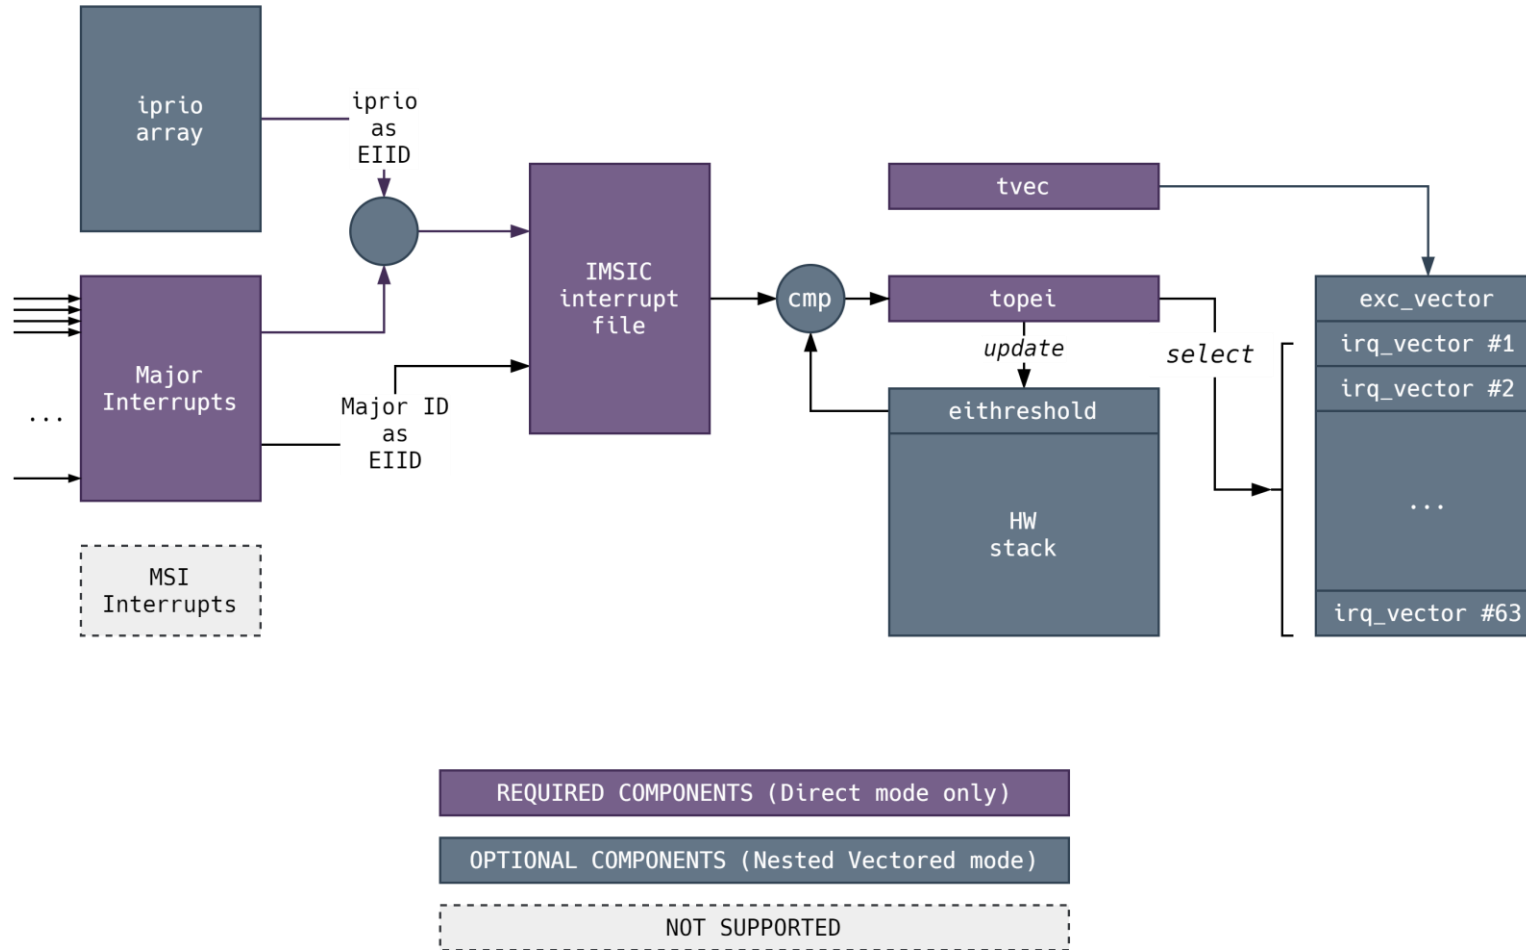 iprio
array
iprio
as
EIID
Major
Interrupts
...
Major ID
as
EIID
MSI
Interrupts
IMSIC
interrupt
file
cmp
tvec
topei
update
select
eithreshold
HW
stack
exc_vector
irq_vector #1
irq_vector #2
...
irq_vector #63
REQUIRED COMPONENTS (Direct mode only)
OPTIONAL COMPONENTS (Nested Vectored mode)
NOT SUPPORTED